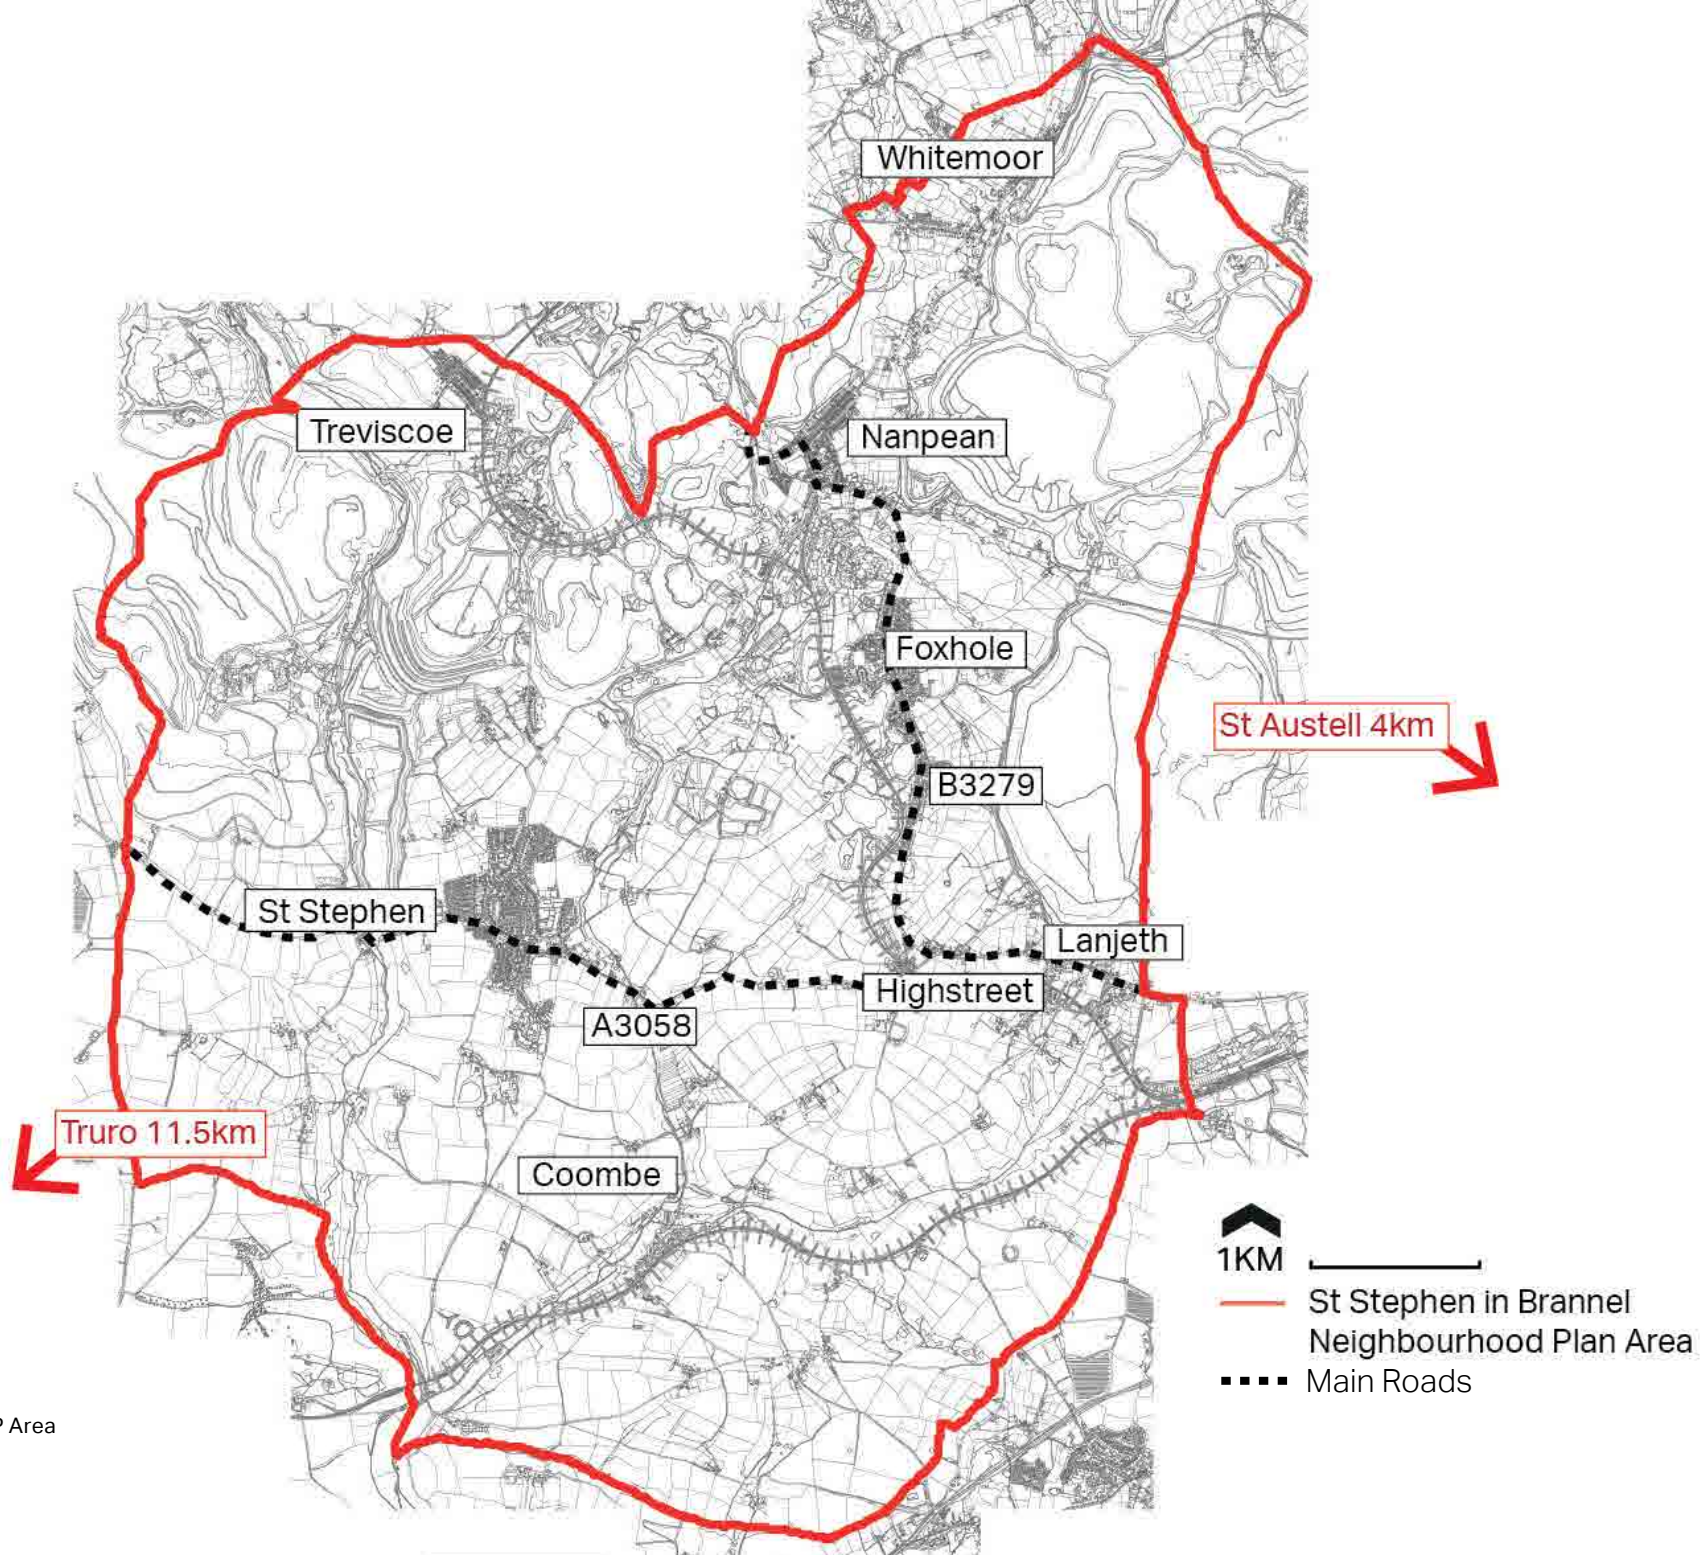 Whitemoor
Treviscoe
Nanpean
Foxhole
St Austell 4km
B3279
St Stephen
Lanjeth
Highstreet
A3058
Truro 11.5km
Coombe
1KM
St Stephen in Brannel
Neighbourhood Plan Area
Main Roads
Area